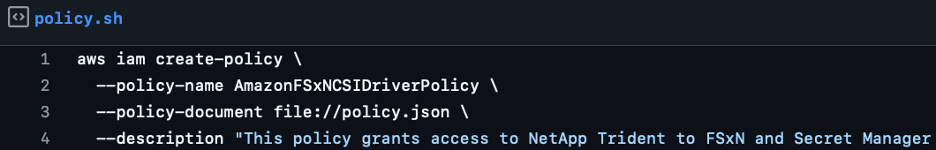 policy.sh
1 aws iam create-policy \
2 --policy-name AmazonFSxNCSIDriverPolicy \
3 --policy-document file://policy.json \
4 --description "This policy grants access to NetApp Trident to FSxN and Secret Manager